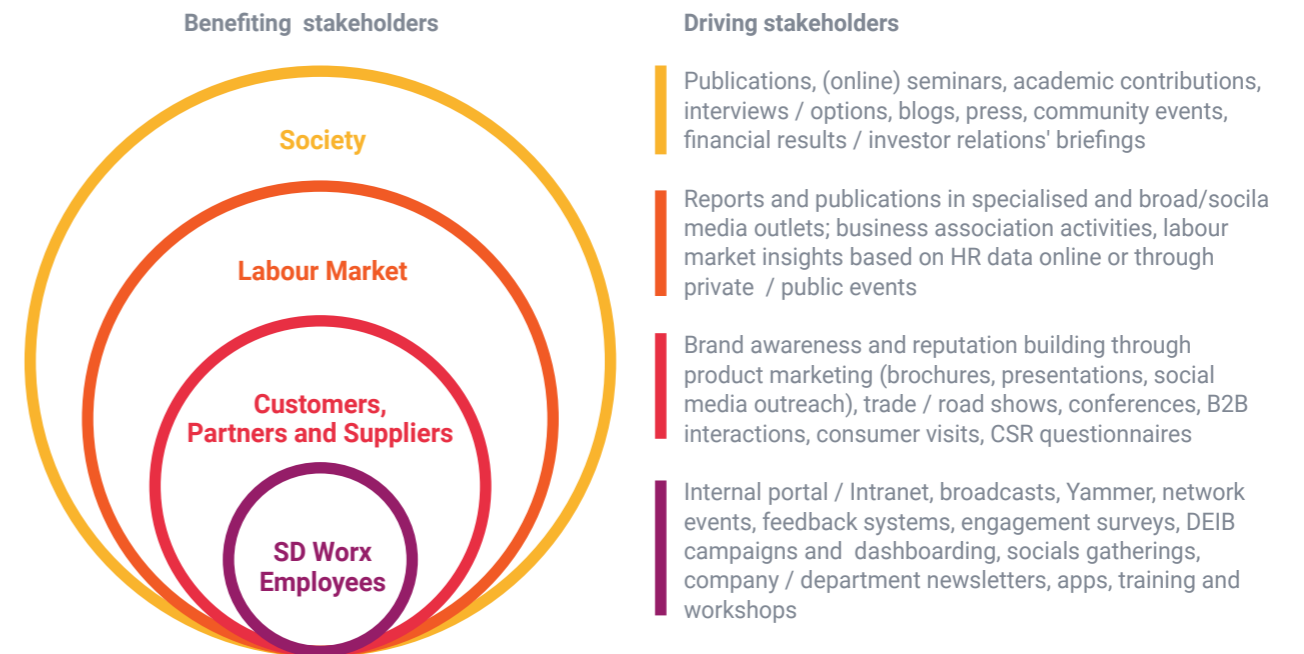 Benefiting stakeholders
Society
Labour Market
Customers,
Partners and Suppliers
SD Worx
Employees
Driving stakeholders
Publications, (online) seminars, academic contributions,
interviews / options, blogs, press, community events,
financial results / investor relations' briefings
Reports and publications in specialised and broad/socila
media outlets; business association activities, labour
market insights based on HR data online or through
private / public events
Brand awareness and reputation building through
product marketing (brochures, presentations, social
media outreach), trade / road shows, conferences, B2B
interactions, consumer visits, CSR questionnaires
Internal portal / Intranet, broadcasts, Yammer, network
events, feedback systems, engagement surveys, DEIB
campaigns and dashboarding, socials gatherings,
company / department newsletters, apps, training and
workshops